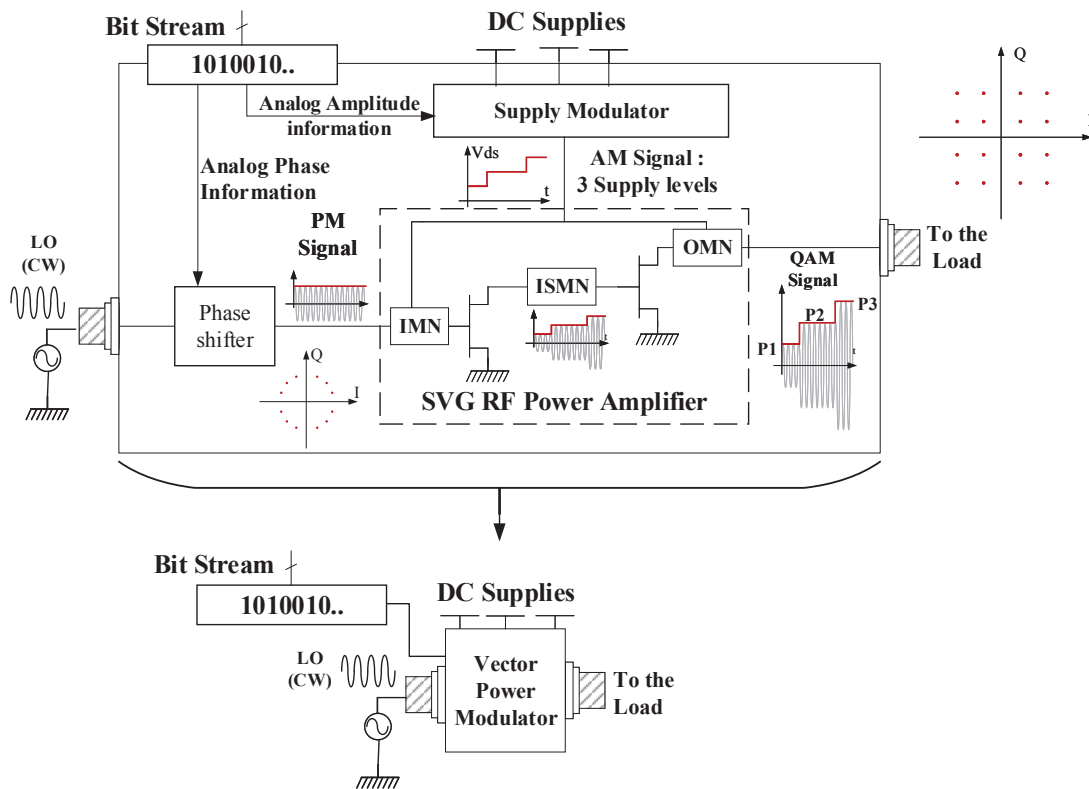 Bit Stream
1010010..
DC Supplies
Q
Analog Amplitude
information
Supply Modulator
Analog Phase
Information
Vds
t
AM Signal :
3 Supply levels
LO
(CW)
PM
Signal
Phase
shifter
IMN
ISMN
OMN
t
QAM
Signal
P1
P2
P3
t
To the
Load
Q
I
SVG RF Power Amplifier
Bit Stream
1010010..
DC Supplies
LO
(CW)
Vector
Power
Modulator
To the
Load